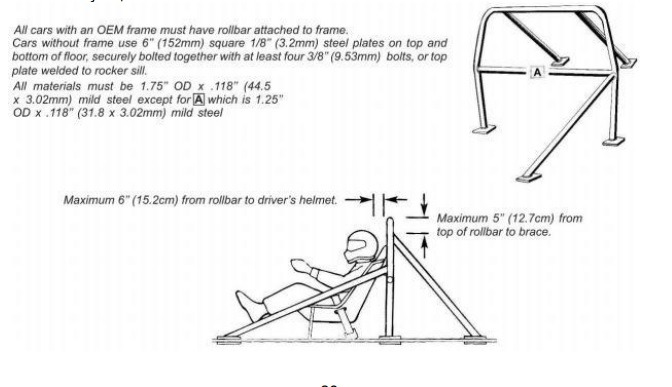 All cars with an OEM frame must have rollbar attached to frame.
Cars without frame use 6" (152mm) square 1/8" (3.2mm) steel plates on top and
bottom of floor, securely bolted together with at least four 3/8" (9.53mm) bolts, or top
plate welded to rocker sill.
All materials must be 1.75" OD x .118" (44.5
x 3.02mm) mild steel except for A which is 1.25"
OD x .118" (31.8 x 3.02mm) mild steel
A
Maximum 6" (15.2cm) from rollbar to driver's helmet.
Maximum 5" (12.7cm) from
top of rollbar to brace.